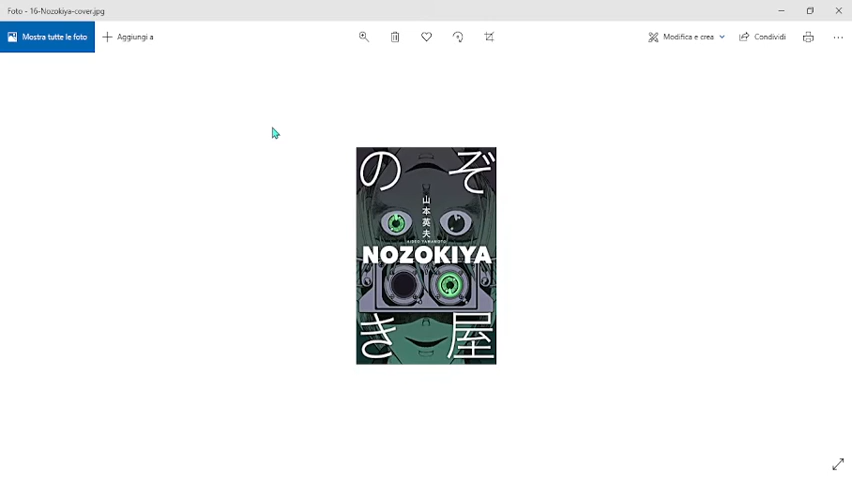 Foto - 16-Nozokiya-cover.jpg
Mostra tutte le foto
Aggiungi a
Modifica e crea
Condividi
のぞ
山本英夫
HIDEO YAMAMOTO
NOZOKIYA
き屋